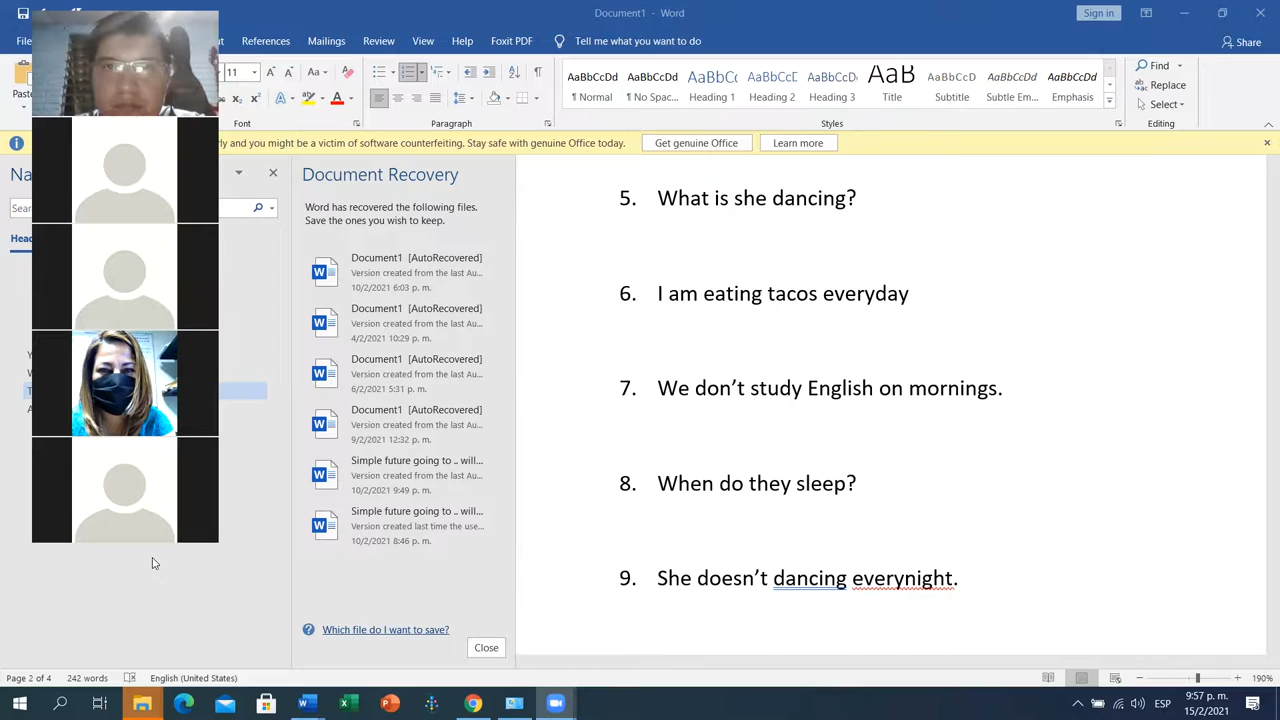 Document1 - Word
Sign in
References Mailings Review View Help Foxit PDF Tell me what you want to do Share
11
AaBbCcDd AaBbCcDd AaBbCc AaBbCcD AaBbCcD AaB AaBbCcD AaBbCcDd AaBbCcDd
¶ Normal ¶ No Spac... Heading 1 Heading 2 Heading 3 Title Subtitle Subtle Em... Emphasis
Find
Replace
Select
Font Paragraph Styles Editing
and you might be a victim of software counterfeiting. Stay safe with genuine Office today. Get genuine Office Learn more
Document Recovery
Word has recovered the following files.
Save the ones you wish to keep.
Document1 [AutoRecovered]
Version created from the last Au...
10/2/2021 6:03 p. m.
Document1 [AutoRecovered]
Version created from the last Au...
4/2/2021 10:29 p. m.
Document1 [AutoRecovered]
Version created from the last Au...
6/2/2021 5:31 p. m.
Document1 [AutoRecovered]
Version created from the last Au...
9/2/2021 12:32 p. m.
Simple future going to .. will...
Version created from the last Au...
10/2/2021 9:49 p. m.
Simple future going to .. will...
Version created last time the use...
10/2/2021 8:46 p. m.
Which file do I want to save?
Close
5. What is she dancing?
6. I am eating tacos everyday
7. We don’t study English on mornings.
8. When do they sleep?
9. She doesn’t dancing everynight.
Page 2 of 4 242 words English (United States) 190%
ESP
9:57 p. m.
15/2/2021